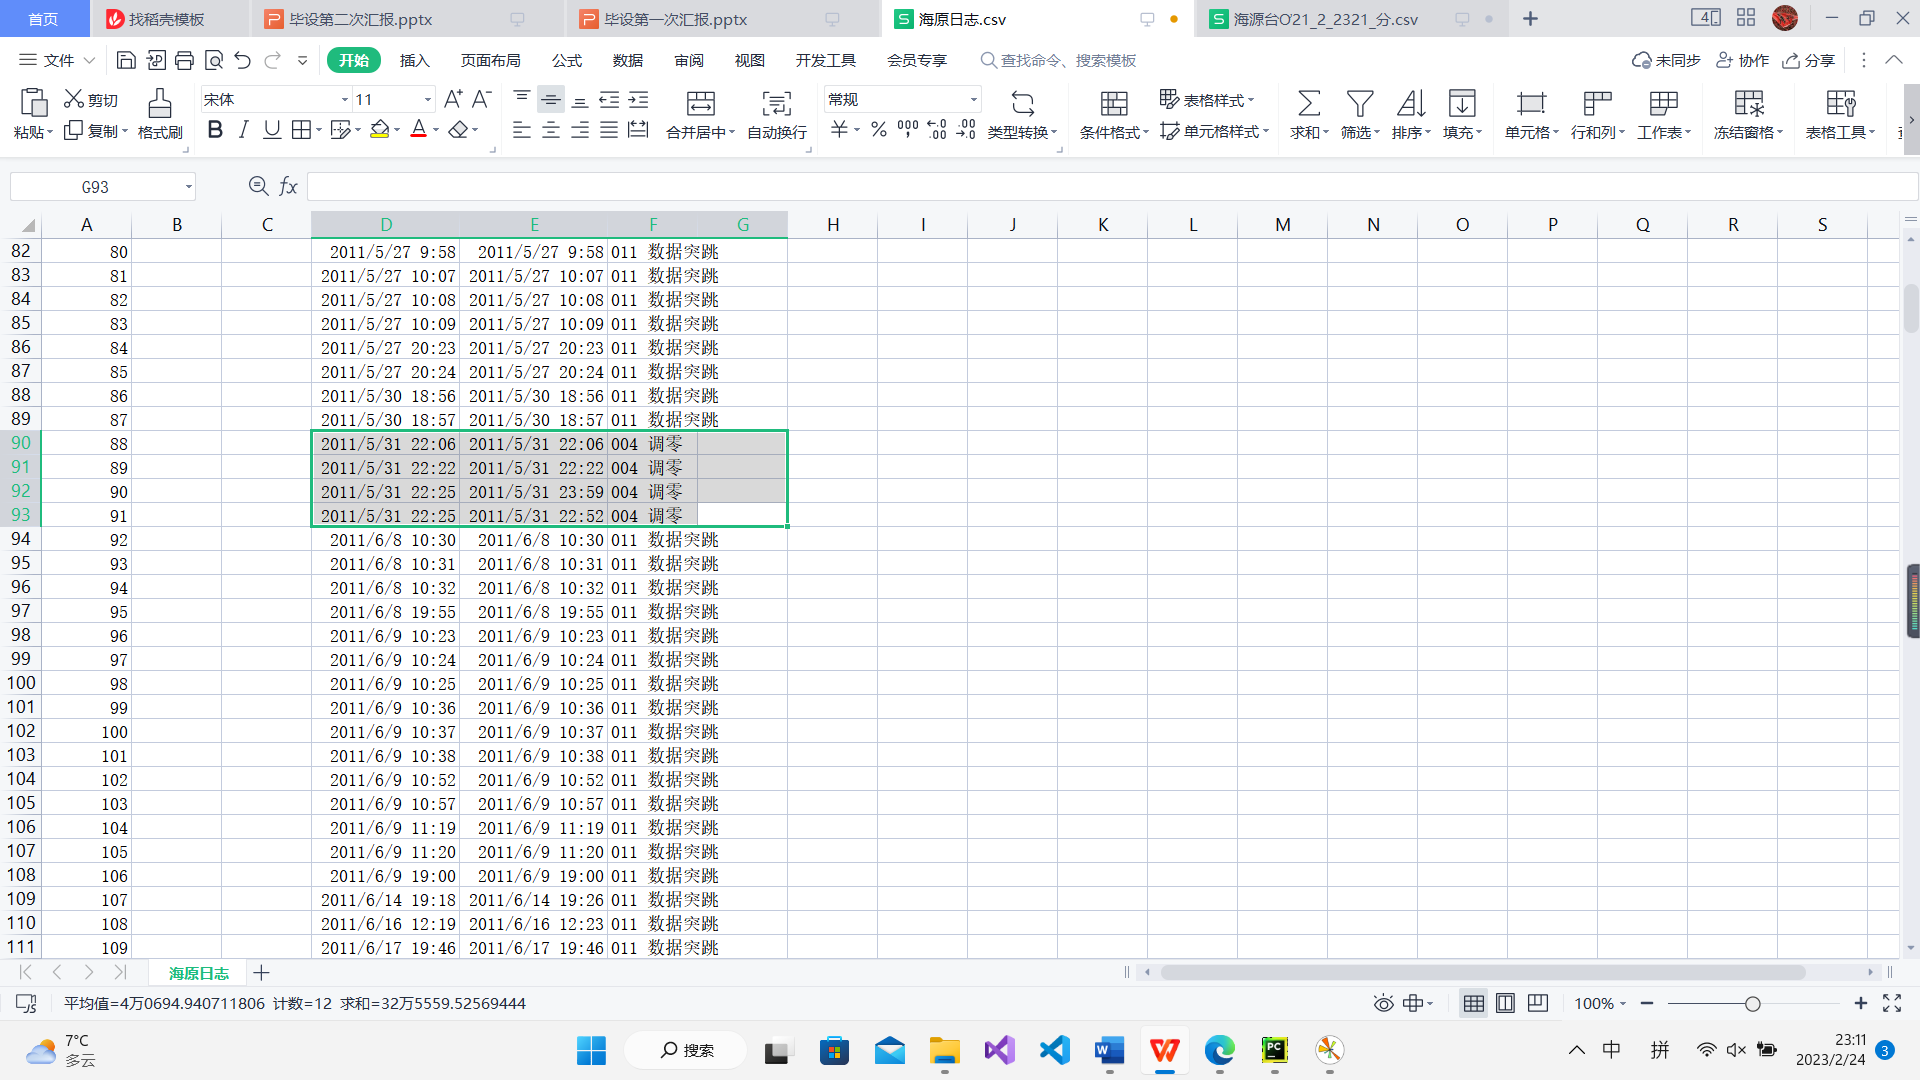 首页 找稻壳模板 毕设第二次汇报.pptx 毕设第一次汇报.pptx 海原日志.csv 海源台Ơ21_2_2321_分.csv
文件 开始 插入 页面布局 公式 数据 审阅 视图 开发工具 会员专享 查找命令、搜索模板 未同步 协作 分享
粘贴 剪切 复制 格式刷 宋体 11 合并居中 自动换行 常规 类型转换 条件格式 表格样式 单元格样式 求和 筛选 排序 填充 单元格 行和列 工作表 冻结窗格 表格工具
G93 fx
A B C D E F G H I J K L M N O P Q R S
82 80 2011/5/27 9:58 2011/5/27 9:58 011 数据突跳
83 81 2011/5/27 10:07 2011/5/27 10:07 011 数据突跳
84 82 2011/5/27 10:08 2011/5/27 10:08 011 数据突跳
85 83 2011/5/27 10:09 2011/5/27 10:09 011 数据突跳
86 84 2011/5/27 20:23 2011/5/27 20:23 011 数据突跳
87 85 2011/5/27 20:24 2011/5/27 20:24 011 数据突跳
88 86 2011/5/30 18:56 2011/5/30 18:56 011 数据突跳
89 87 2011/5/30 18:57 2011/5/30 18:57 011 数据突跳
90 88 2011/5/31 22:06 2011/5/31 22:06 004 调零
91 89 2011/5/31 22:22 2011/5/31 22:22 004 调零
92 90 2011/5/31 22:25 2011/5/31 23:59 004 调零
93 91 2011/5/31 22:25 2011/5/31 22:52 004 调零
94 92 2011/6/8 10:30 2011/6/8 10:30 011 数据突跳
95 93 2011/6/8 10:31 2011/6/8 10:31 011 数据突跳
96 94 2011/6/8 10:32 2011/6/8 10:32 011 数据突跳
97 95 2011/6/8 19:55 2011/6/8 19:55 011 数据突跳
98 96 2011/6/9 10:23 2011/6/9 10:23 011 数据突跳
99 97 2011/6/9 10:24 2011/6/9 10:24 011 数据突跳
100 98 2011/6/9 10:25 2011/6/9 10:25 011 数据突跳
101 99 2011/6/9 10:36 2011/6/9 10:36 011 数据突跳
102 100 2011/6/9 10:37 2011/6/9 10:37 011 数据突跳
103 101 2011/6/9 10:38 2011/6/9 10:38 011 数据突跳
104 102 2011/6/9 10:52 2011/6/9 10:52 011 数据突跳
105 103 2011/6/9 10:57 2011/6/9 10:57 011 数据突跳
106 104 2011/6/9 11:19 2011/6/9 11:19 011 数据突跳
107 105 2011/6/9 11:20 2011/6/9 11:20 011 数据突跳
108 106 2011/6/9 19:00 2011/6/9 19:00 011 数据突跳
109 107 2011/6/14 19:18 2011/6/14 19:26 011 数据突跳
110 108 2011/6/16 12:19 2011/6/16 12:23 011 数据突跳
111 109 2011/6/17 19:46 2011/6/17 19:46 011 数据突跳
海原日志
平均值=4万0694.940711806 计数=12 求和=32万5559.52569444 100%
7°C
多云
搜索
中 拼
23:11
2023/2/24 3